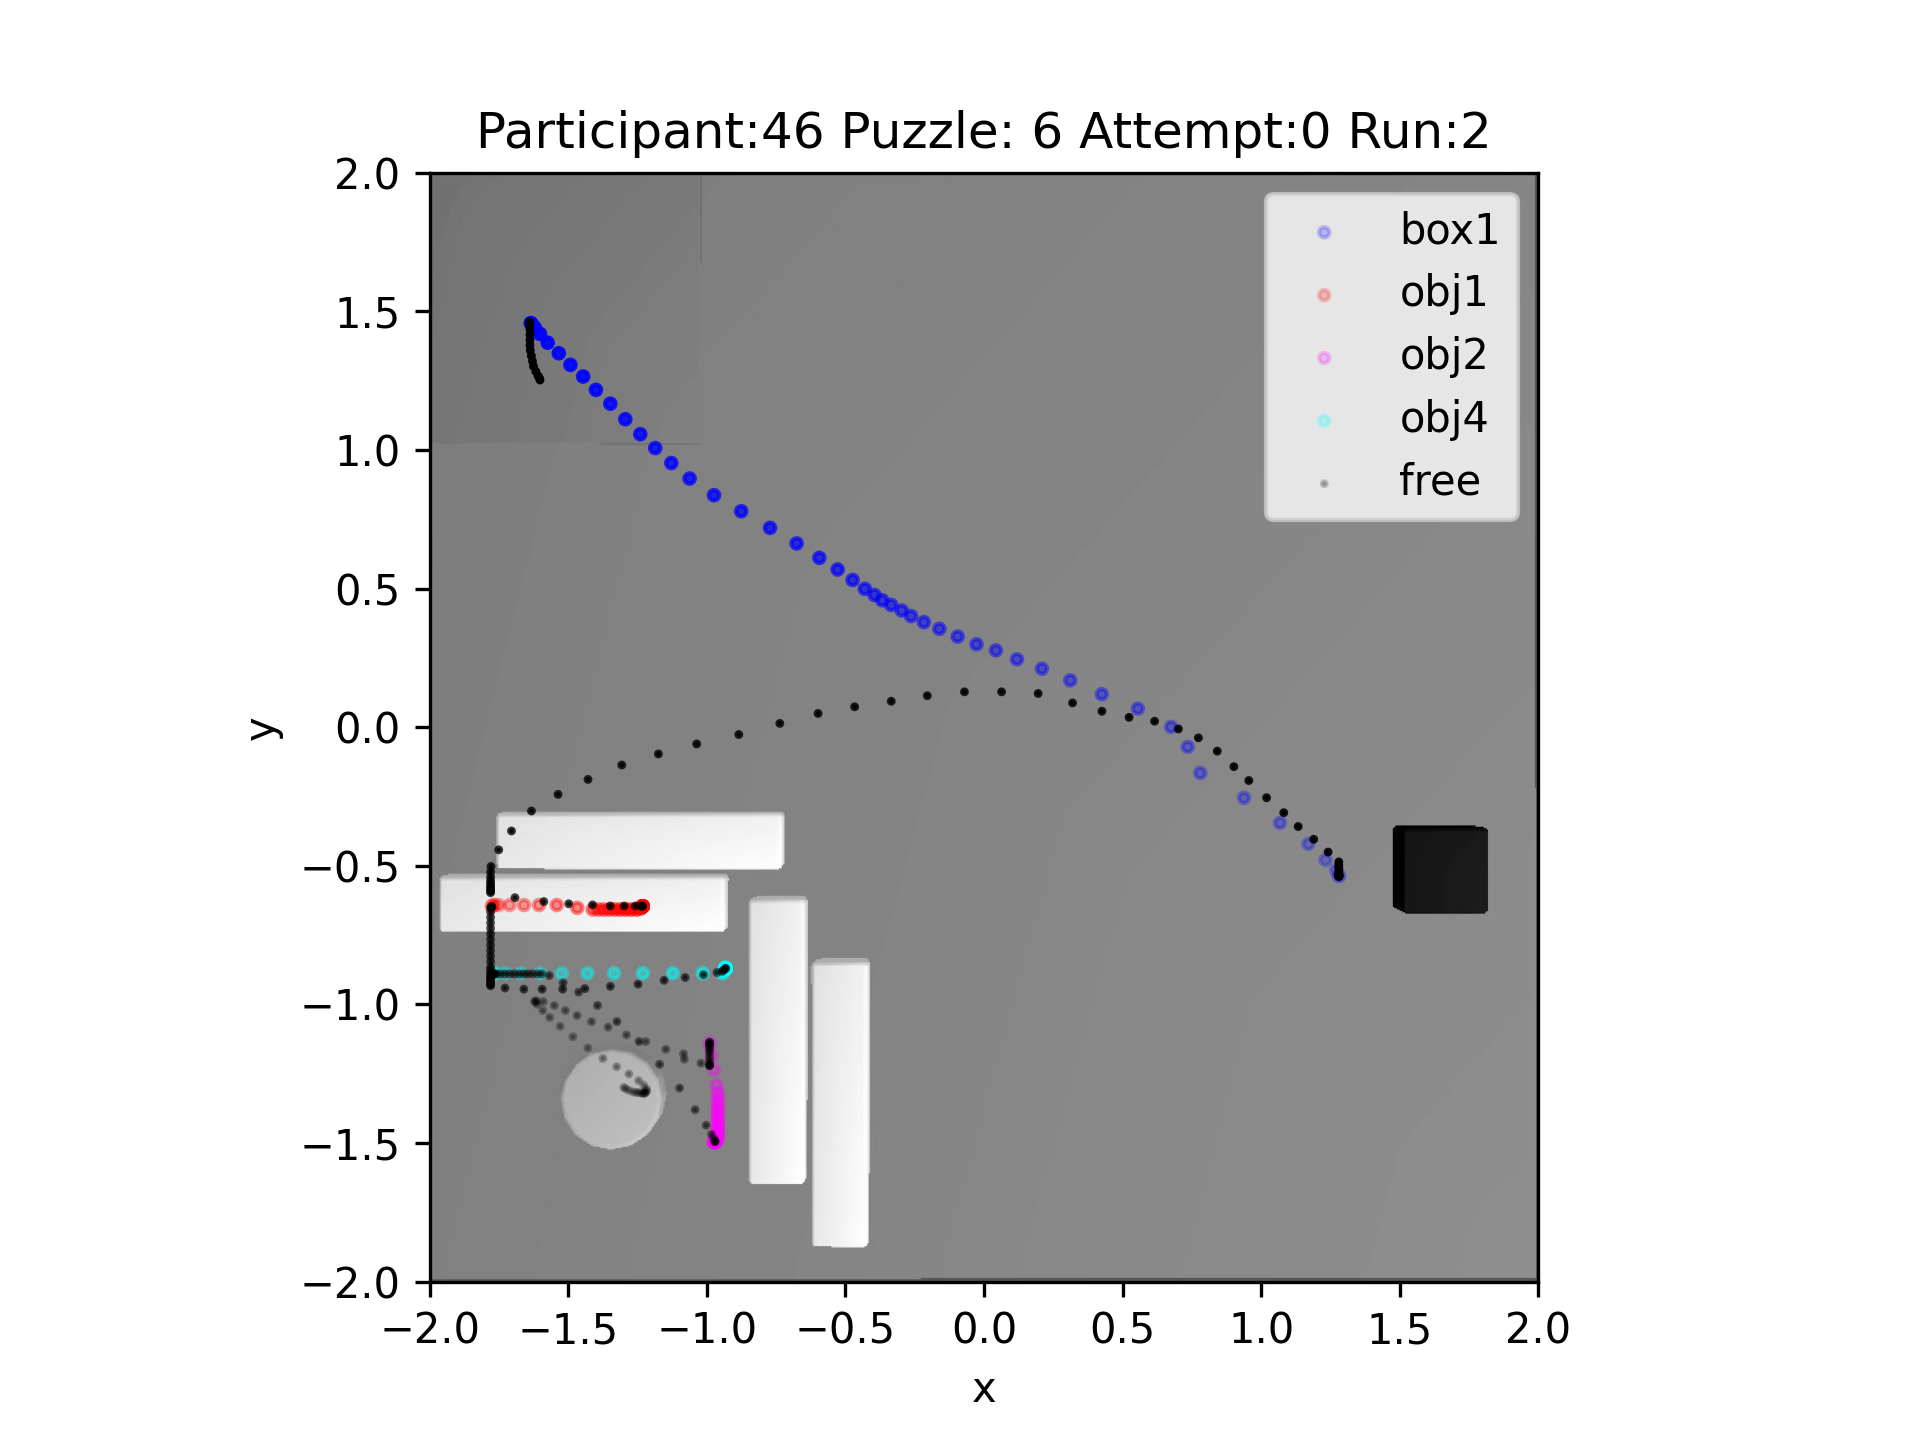 Participant:46 Puzzle: 6 Attempt:0 Run:2
2.0
1.5
1.0
0.5
0.0
−0.5
−1.0
−1.5
−2.0
y
box1
obj1
obj2
obj4
free
−2.0 −1.5 −1.0 −0.5 0.0 0.5 1.0 1.5 2.0
x